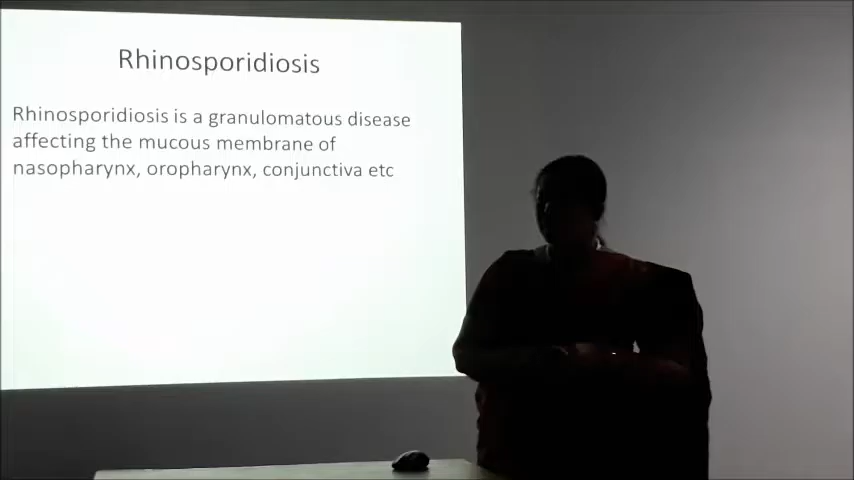 Rhinosporidiosis
Rhinosporidiosis is a granulomatous disease
affecting the mucous membrane of
nasopharynx, oropharynx, conjunctiva etc